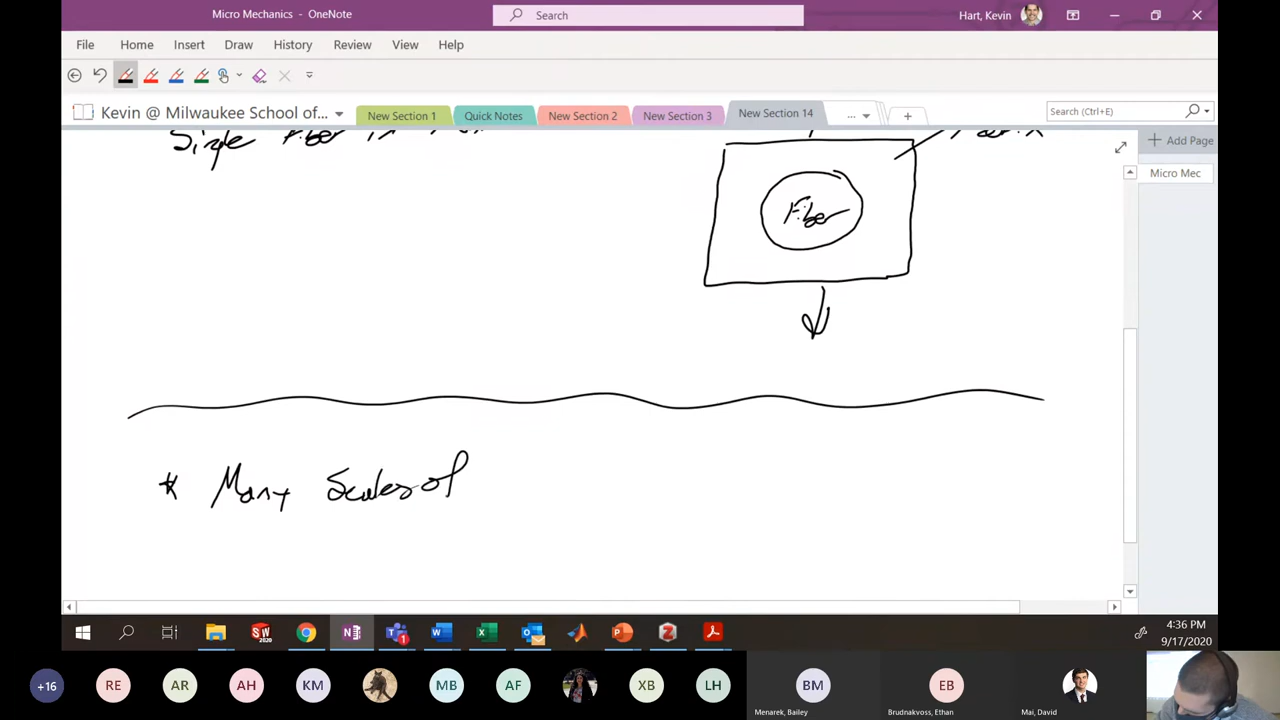 Micro Mechanics - OneNote
Search
Hart, Kevin
File Home Insert Draw History Review View Help
Kevin @ Milwaukee School of...
New Section 1
Quick Notes
New Section 2
New Section 3
New Section 14
...
Search (Ctrl+E)
Add Page
Micro Mec
Single Fiber in
Fiber
* Many Scales of
4:36 PM
9/17/2020
+16
RE
AR
AH
KM
MB
AF
XB
LH
BM
Menarek, Bailey
EB
Brudnakvoss, Ethan
Mai, David